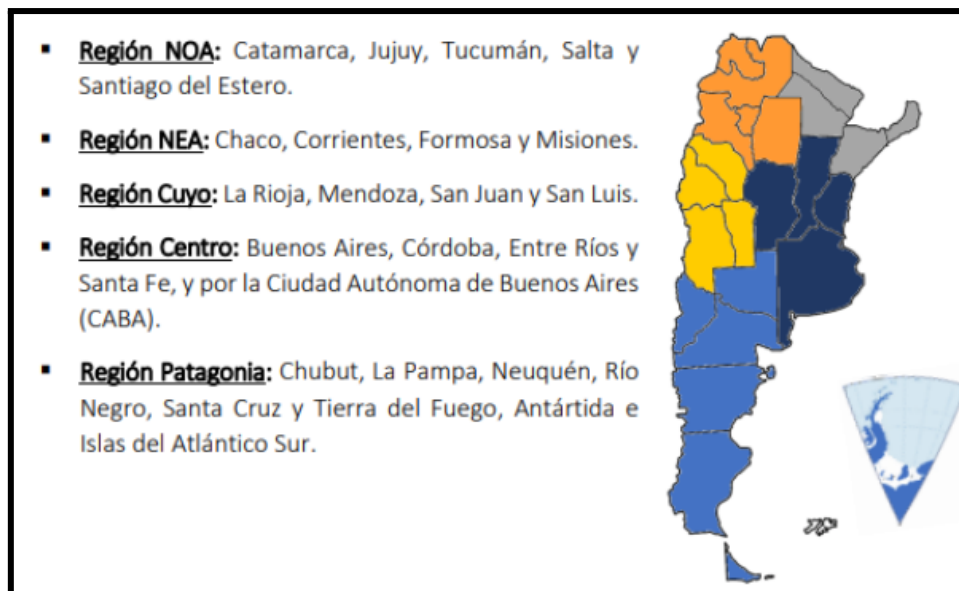 ▪ Región NOA: Catamarca, Jujuy, Tucumán, Salta y
Santiago del Estero.
▪ Región NEA: Chaco, Corrientes, Formosa y Misiones.
▪ Región Cuyo: La Rioja, Mendoza, San Juan y San Luis.
▪ Región Centro: Buenos Aires, Córdoba, Entre Ríos y
Santa Fe, y por la Ciudad Autónoma de Buenos Aires
(CABA).
▪ Región Patagonia: Chubut, La Pampa, Neuquén, Río
Negro, Santa Cruz y Tierra del Fuego, Antártida e
Islas del Atlántico Sur.